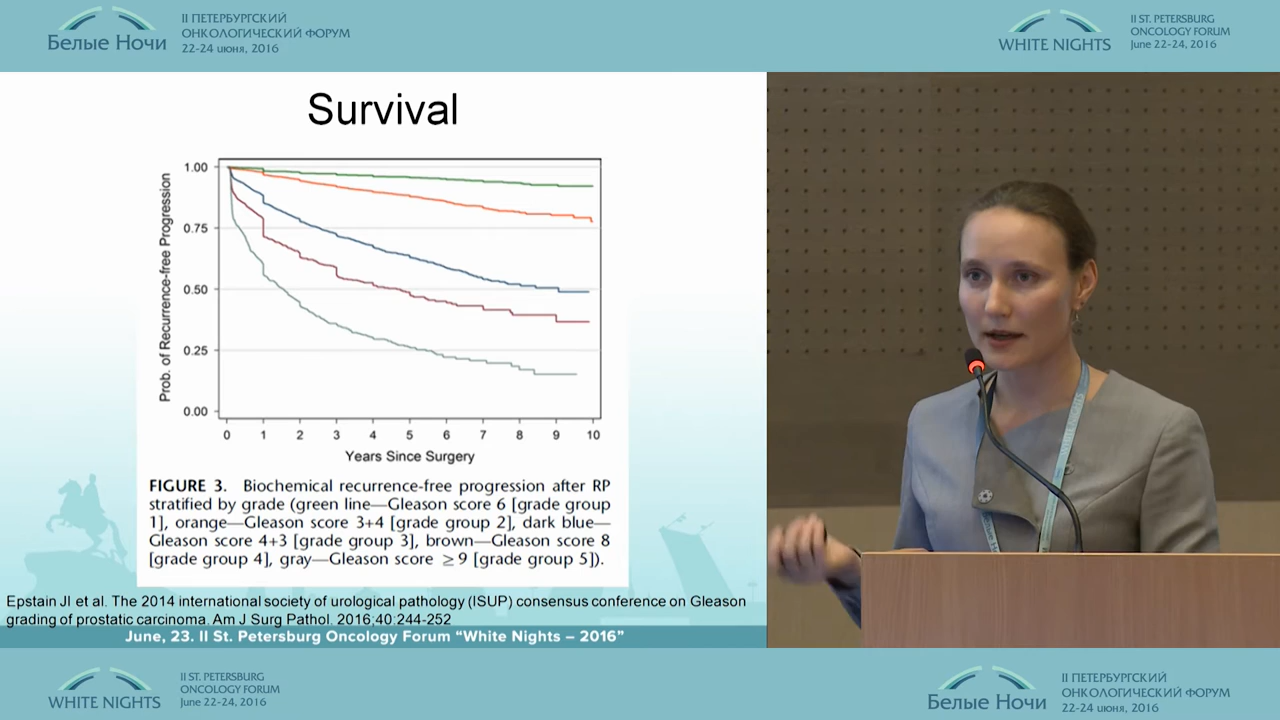 Белые Ночи
II ПЕТЕРБУРГСКИЙ
ОНКОЛОГИЧЕСКИЙ ФОРУМ
22-24 июня, 2016
WHITE NIGHTS
II ST. PETERSBURG
ONCOLOGY FORUM
June 22-24, 2016
Survival
Prob. of Recurrence-free Progression
1.00
0.75
0.50
0.25
0.00
0 1 2 3 4 5 6 7 8 9 10
Years Since Surgery
FIGURE 3. Biochemical recurrence-free progression after RP
stratified by grade (green line—Gleason score 6 [grade group
1], orange—Gleason score 3+4 [grade group 2], dark blue—
Gleason score 4+3 [grade group 3], brown—Gleason score 8
[grade group 4], gray—Gleason score ≥9 [grade group 5]).
Epstain JI et al. The 2014 international society of urological pathology (ISUP) consensus conference on Gleason
grading of prostatic carcinoma. Am J Surg Pathol. 2016;40:244-252
June, 23. II St. Petersburg Oncology Forum “White Nights – 2016”
WHITE NIGHTS
II ST. PETERSBURG
ONCOLOGY FORUM
June 22-24, 2016
Белые Ночи
II ПЕТЕРБУРГСКИЙ
ОНКОЛОГИЧЕСКИЙ ФОРУМ
22-24 июня, 2016